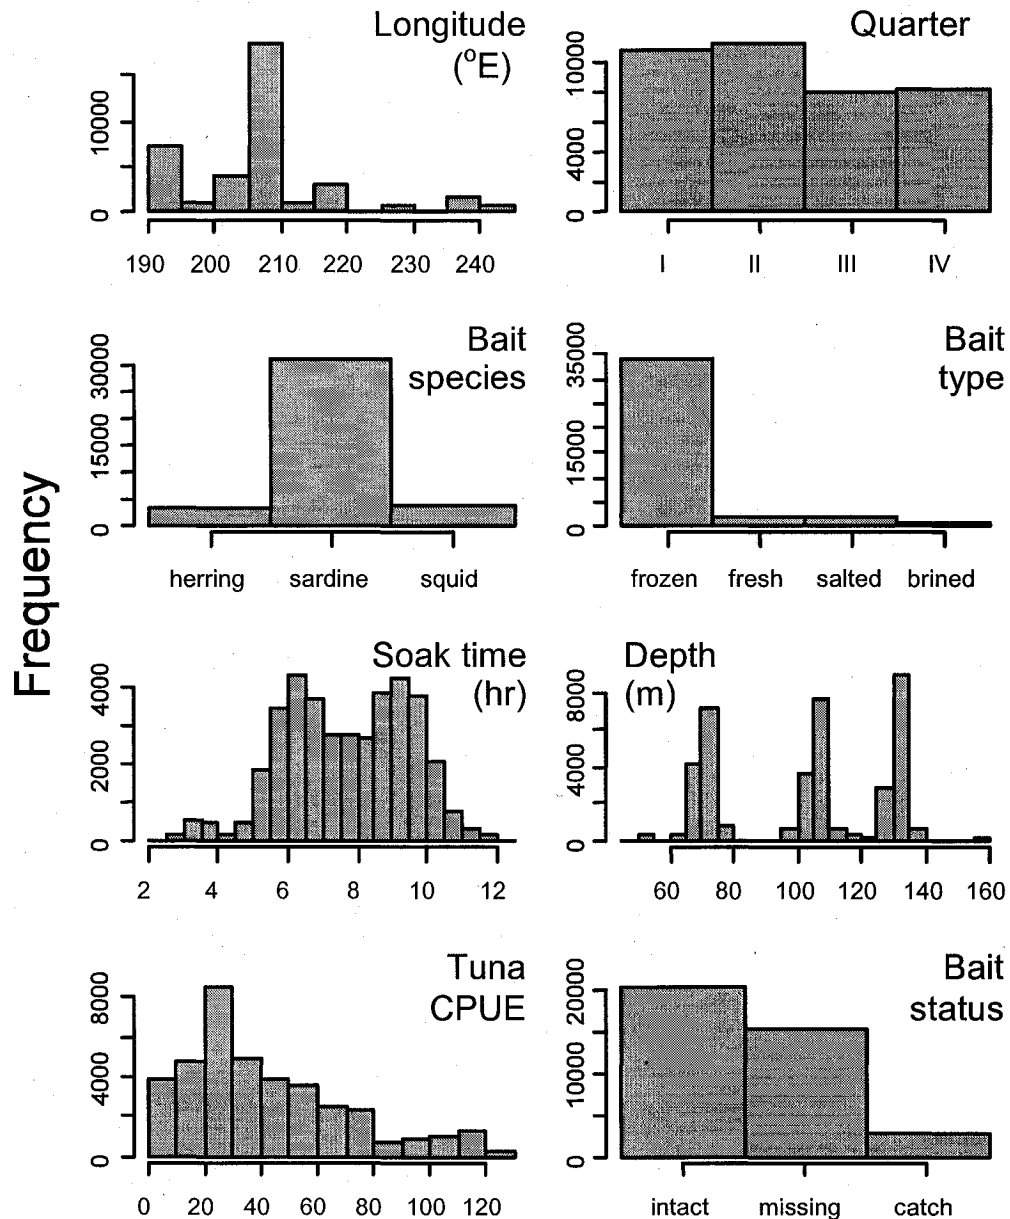 Frequency
Longitude
(°E)
0
10000
190 200 210 220 230 240
Quarter
0
4000
10000
I II III IV
Bait
species
0
15000
30000
herring sardine squid
Bait
type
0
15000
35000
frozen fresh salted brined
Soak time
(hr)
0
2000
4000
2 4 6 8 10 12
Depth
(m)
0
4000
8000
60 80 100 120 140 160
Tuna
CPUE
0
4000
8000
0 20 40 60 80 100 120
Bait
status
0
10000
20000
intact missing catch